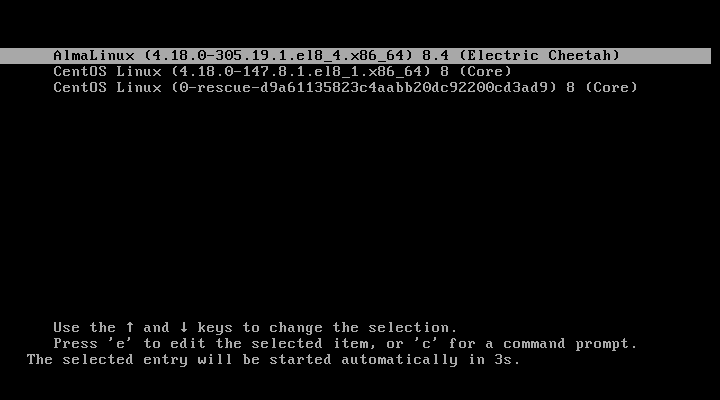 AlmaLinux (4.18.0-305.19.1.el8_4.x86_64) 8.4 (Electric Cheetah)
CentOS Linux (4.18.0-147.8.1.el8_1.x86_64) 8 (Core)
CentOS Linux (0-rescue-d9a61135823c4aabb20dc92200cd3ad9) 8 (Core)
Use the ↑ and ↓ keys to change the selection.
Press 'e' to edit the selected item, or 'c' for a command prompt.
The selected entry will be started automatically in 3s.